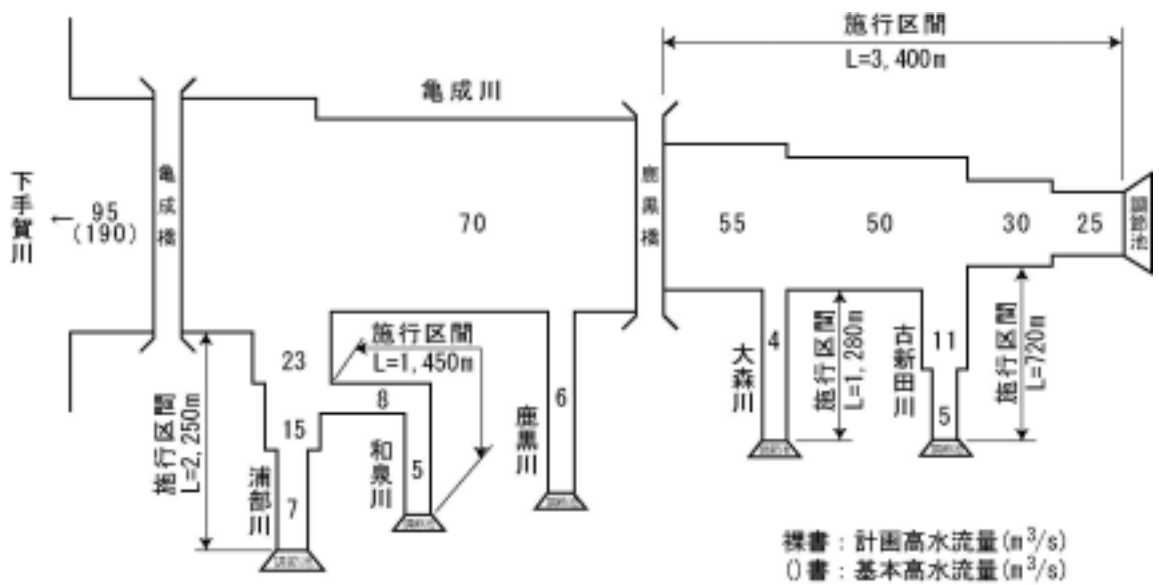 施行区間
L=3,400m
亀成川
下手賀川
←95
(190)
亀成橋
70
鹿黒橋
55
50
30
25
調節池
23
施行区間
L=1,450m
8
15
5
7
6
4
11
5
施行区間
L=2,250m
浦部川
和泉川
鹿黒川
大森川
施行区間
L=1,280m
古新田川
施行区間
L=720m
裸書:計画高水流量(m³/s)
()書:基本高水流量(m³/s)